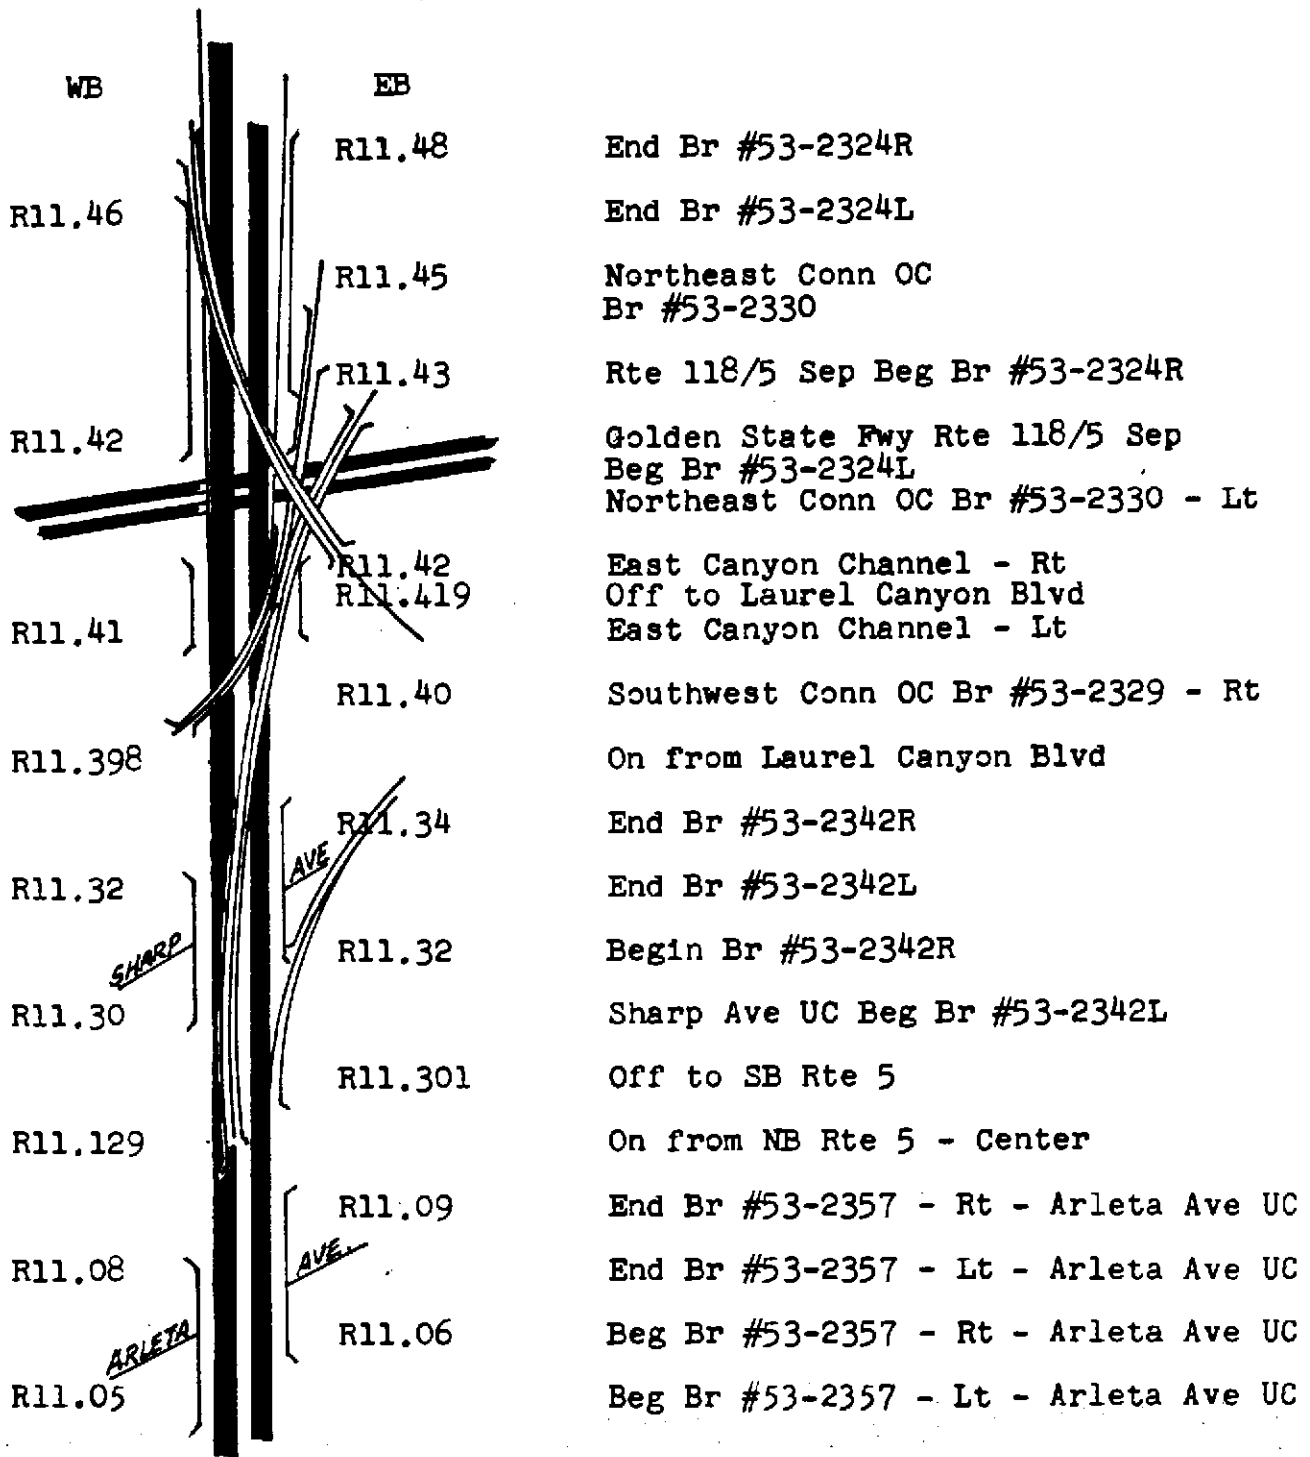 WB EB
R11.48 End Br #53-2324R
R11.46 End Br #53-2324L
R11.45 Northeast Conn OC
Br #53-2330
R11.43 Rte 118/5 Sep Beg Br #53-2324R
R11.42 Golden State Fwy Rte 118/5 Sep
Beg Br #53-2324L
Northeast Conn OC Br #53-2330 - Lt
R11.42 East Canyon Channel - Rt
R11.419 Off to Laurel Canyon Blvd
R11.41 East Canyon Channel - Lt
R11.40 Southwest Conn OC Br #53-2329 - Rt
R11.398 On from Laurel Canyon Blvd
R11.34 End Br #53-2342R
AVE
R11.32 End Br #53-2342L
SHARP
R11.32 Begin Br #53-2342R
R11.30 Sharp Ave UC Beg Br #53-2342L
R11.301 Off to SB Rte 5
R11.129 On from NB Rte 5 - Center
R11.09 End Br #53-2357 - Rt - Arleta Ave UC
AVE.
R11.08 End Br #53-2357 - Lt - Arleta Ave UC
ARLETA
R11.06 Beg Br #53-2357 - Rt - Arleta Ave UC
R11.05 Beg Br #53-2357 - Lt - Arleta Ave UC